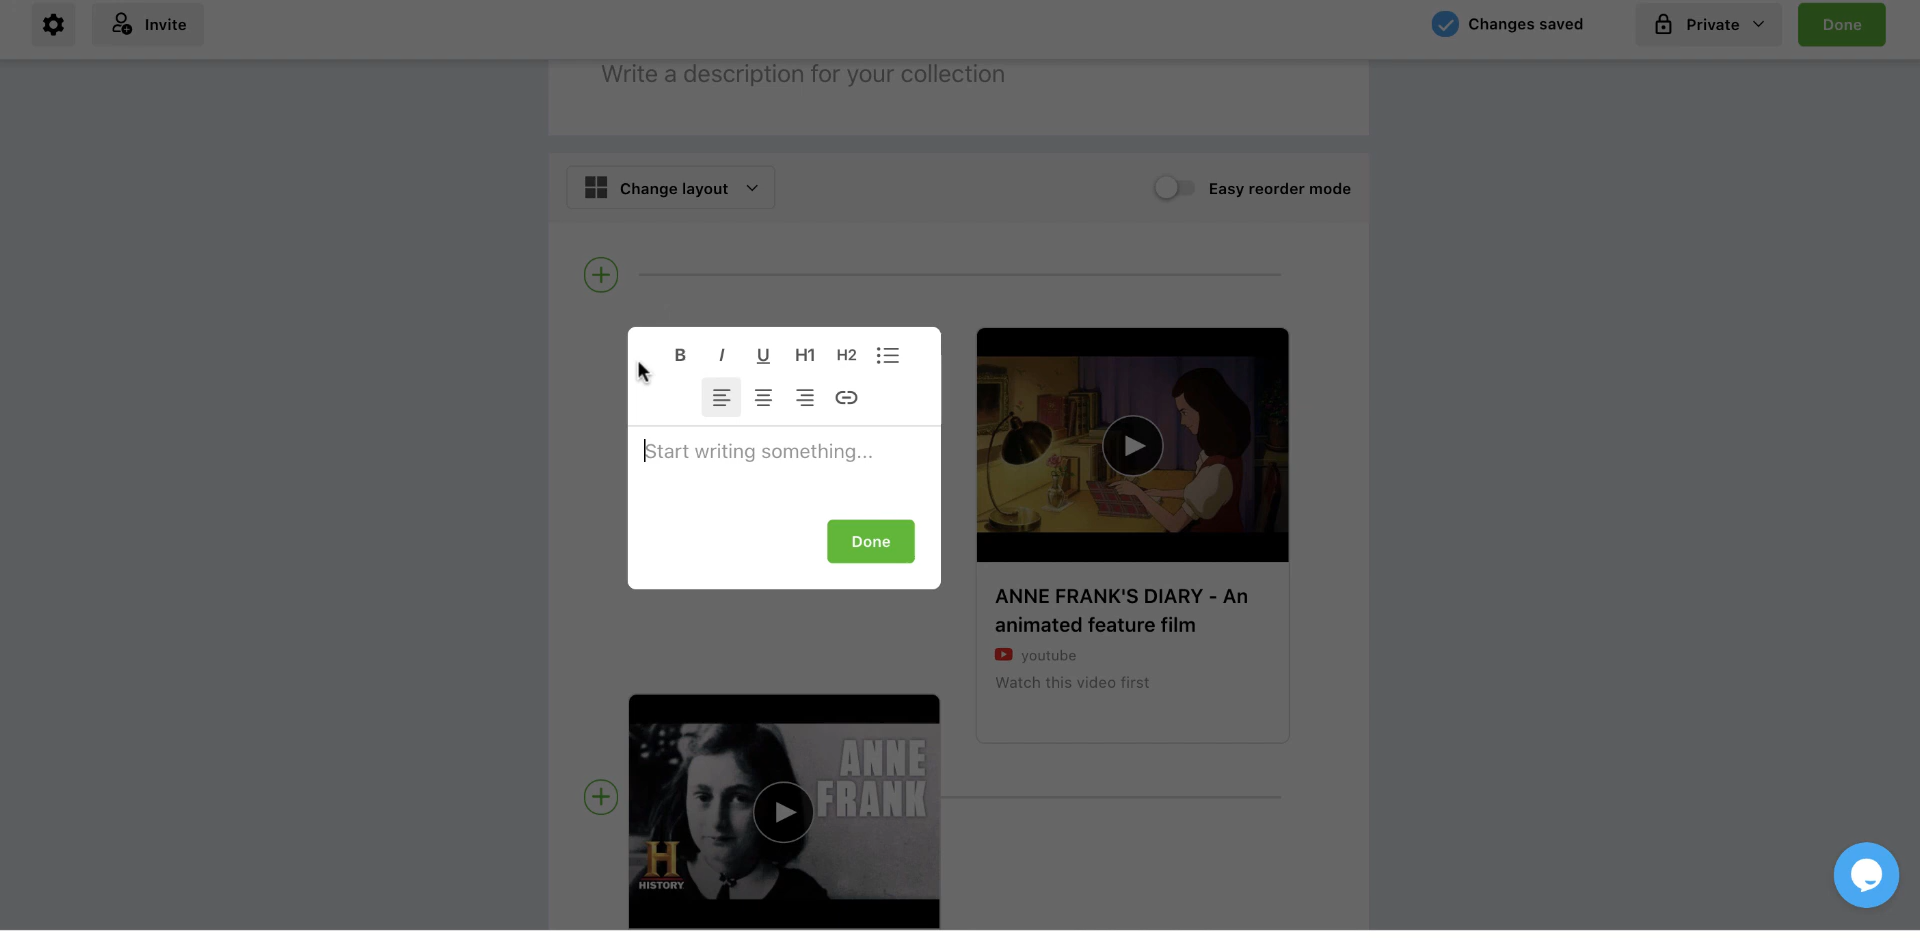 Invite
Changes saved
Private
Done
Write a description for your collection
Change layout
Easy reorder mode
B I U H1 H2
Start writing something...
Done
ANNE FRANK'S DIARY - An
animated feature film
youtube
Watch this video first
ANNE
FRANK
H
HISTORY